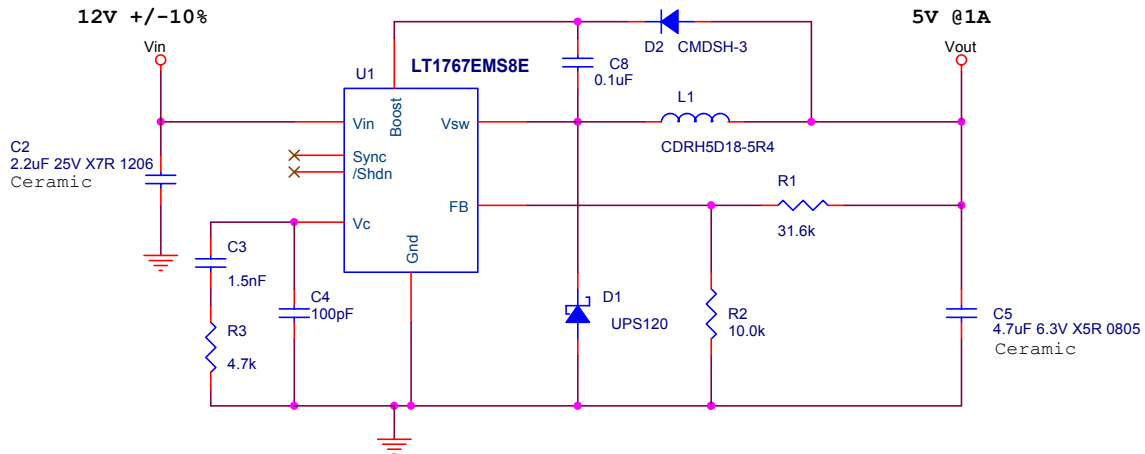 12V +/-10%
5V @1A
Vin
Vout
D2 CMDSH-3
C8
0.1uF
LT1767EMS8E
U1
L1
CDRH5D18-5R4
Vin
Boost
Vsw
Sync
/Shdn
FB
Vc
Gnd
C2
2.2uF 25V X7R 1206
Ceramic
R1
31.6k
C3
1.5nF
C4
100pF
R3
4.7k
D1
UPS120
R2
10.0k
C5
4.7uF 6.3V X5R 0805
Ceramic